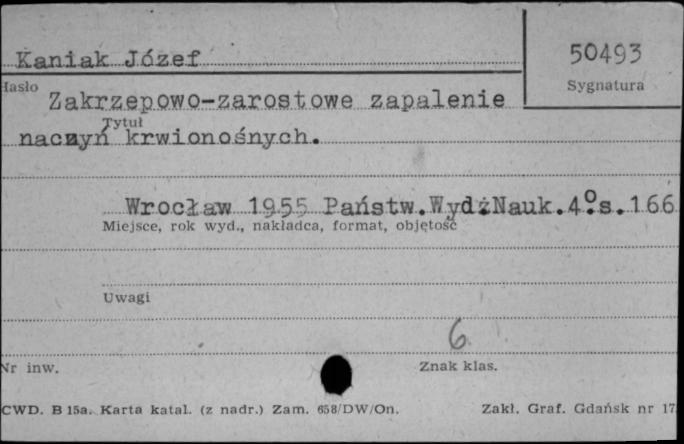 Kaniak Józef
50493
Hasło
Sygnatura
Zakrzepowo-zarostowe zapalenie
Tytuł
naczyń krwionośnych.
Wrocław 1955 Państw.WydżNauk.4°s.166
Miejsce, rok wyd., nakładca, format, objętość
Uwagi
6
Nr inw.
Znak klas.
CWD. B 15a. Karta katal. (z nadr.) Zam. 658/DW/On.
Zakł. Graf. Gdańsk nr 17